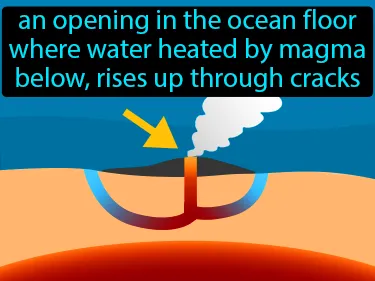 an opening in the ocean floor
where water heated by magma
below, rises up through cracks